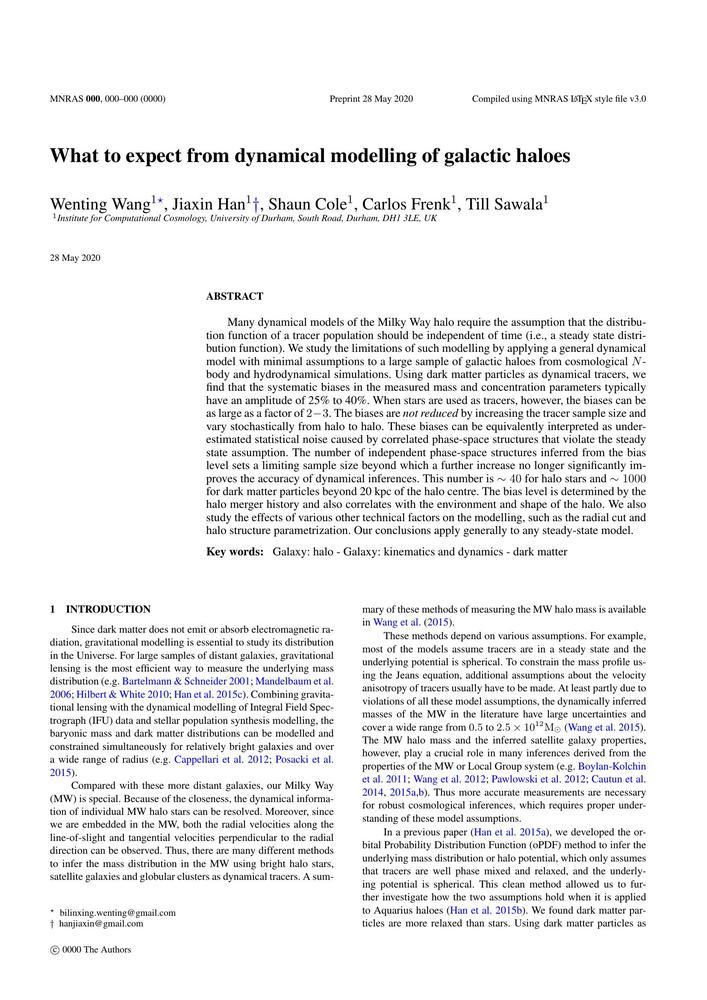 MNRAS 000, 000–000 (0000)
Preprint 28 May 2020
Compiled using MNRAS LaTeX style file v3.0
What to expect from dynamical modelling of galactic haloes
Wenting Wang1⋆, Jiaxin Han1†, Shaun Cole1, Carlos Frenk1, Till Sawala1
1Institute for Computational Cosmology, University of Durham, South Road, Durham, DH1 3LE, UK
28 May 2020
ABSTRACT
Many dynamical models of the Milky Way halo require the assumption that the distribu-
tion function of a tracer population should be independent of time (i.e., a steady state distri-
bution function). We study the limitations of such modelling by applying a general dynamical
model with minimal assumptions to a large sample of galactic haloes from cosmological N-
body and hydrodynamical simulations. Using dark matter particles as dynamical tracers, we
find that the systematic biases in the measured mass and concentration parameters typically
have an amplitude of 25% to 40%. When stars are used as tracers, however, the biases can be
as large as a factor of 2−3. The biases are not reduced by increasing the tracer sample size and
vary stochastically from halo to halo. These biases can be equivalently interpreted as under-
estimated statistical noise caused by correlated phase-space structures that violate the steady
state assumption. The number of independent phase-space structures inferred from the bias
level sets a limiting sample size beyond which a further increase no longer significantly im-
proves the accuracy of dynamical inferences. This number is ∼ 40 for halo stars and ∼ 1000
for dark matter particles beyond 20 kpc of the halo centre. The bias level is determined by the
halo merger history and also correlates with the environment and shape of the halo. We also
study the effects of various other technical factors on the modelling, such as the radial cut and
halo structure parametrization. Our conclusions apply generally to any steady-state model.
Key words: Galaxy: halo - Galaxy: kinematics and dynamics - dark matter
1 INTRODUCTION
Since dark matter does not emit or absorb electromagnetic ra-
diation, gravitational modelling is essential to study its distribution
in the Universe. For large samples of distant galaxies, gravitational
lensing is the most efficient way to measure the underlying mass
distribution (e.g. Bartelmann & Schneider 2001; Mandelbaum et al.
2006; Hilbert & White 2010; Han et al. 2015c). Combining gravita-
tional lensing with the dynamical modelling of Integral Field Spec-
trograph (IFU) data and stellar population synthesis modelling, the
baryonic mass and dark matter distributions can be modelled and
constrained simultaneously for relatively bright galaxies and over
a wide range of radius (e.g. Cappellari et al. 2012; Posacki et al.
2015).
Compared with these more distant galaxies, our Milky Way
(MW) is special. Because of the closeness, the dynamical informa-
tion of individual MW halo stars can be resolved. Moreover, since
we are embedded in the MW, both the radial velocities along the
line-of-slight and tangential velocities perpendicular to the radial
direction can be observed. Thus, there are many different methods
to infer the mass distribution in the MW using bright halo stars,
satellite galaxies and globular clusters as dynamical tracers. A sum-
⋆ bilinxing.wenting@gmail.com
† hanjiaxin@gmail.com
© 0000 The Authors
mary of these methods of measuring the MW halo mass is available
in Wang et al. (2015).
These methods depend on various assumptions. For example,
most of the models assume tracers are in a steady state and the
underlying potential is spherical. To constrain the mass profile us-
ing the Jeans equation, additional assumptions about the velocity
anisotropy of tracers usually have to be made. At least partly due to
violations of all these model assumptions, the dynamically inferred
masses of the MW in the literature have large uncertainties and
cover a wide range from 0.5 to 2.5 × 10^12 M⊙ (Wang et al. 2015).
The MW halo mass and the inferred satellite galaxy properties,
however, play a crucial role in many inferences derived from the
properties of the MW or Local Group system (e.g. Boylan-Kolchin
et al. 2011; Wang et al. 2012; Pawlowski et al. 2012; Cautun et al.
2014, 2015a,b). Thus more accurate measurements are necessary
for robust cosmological inferences, which requires proper under-
standing of these model assumptions.
In a previous paper (Han et al. 2015a), we developed the or-
bital Probability Distribution Function (oPDF) method to infer the
underlying mass distribution or halo potential, which only assumes
that tracers are well phase mixed and relaxed, and the underly-
ing potential is spherical. This clean method allowed us to fur-
ther investigate how the two assumptions hold when it is applied
to Aquarius haloes (Han et al. 2015b). We found dark matter par-
ticles are more relaxed than stars. Using dark matter particles as